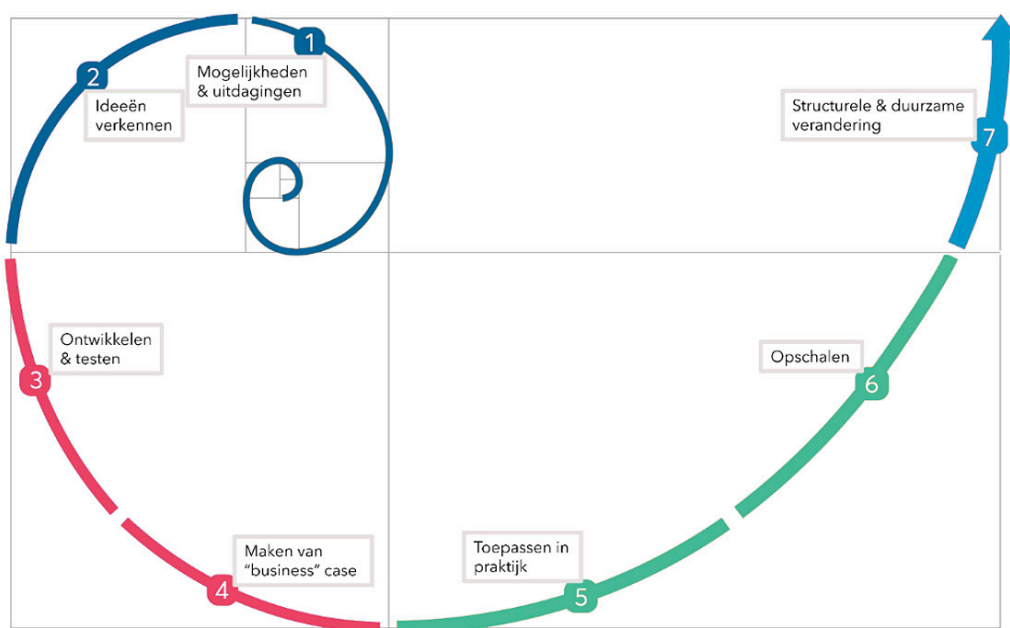 1
Mogelijkheden
& uitdagingen
2
Ideeën
verkennen
3
Ontwikkelen
& testen
4
Maken van
“business” case
5
Toepassen in
praktijk
6
Opschalen
7
Structurele & duurzame
verandering